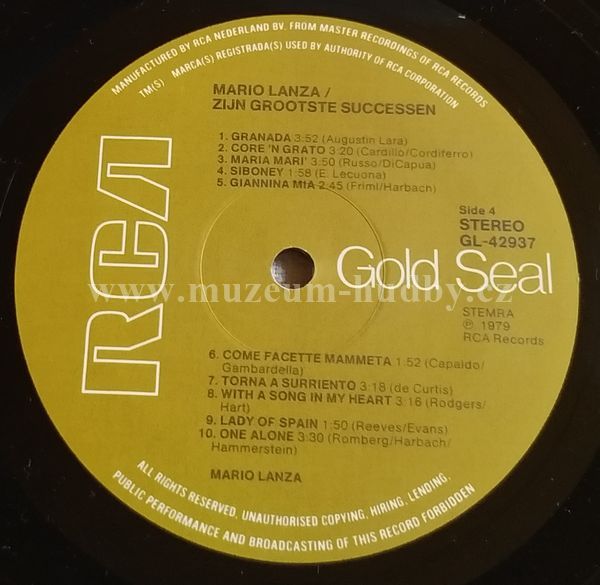 MANUFACTURED BY RCA NEDERLAND BV. FROM MASTER RECORDINGS OF RCA RECORDS
TM(S) MARCA(S) REGISTRADA(S) USED BY AUTHORITY OF RCA CORPORATION
MARIO LANZA /
ZIJN GROOTSTE SUCCESSEN
1. GRANADA 3:52 (Augustin Lara)
2. CORE 'N GRATO 3:20 (Cardillo/Cordiferro)
3. MARIA MARI' 3:50 (Russo/DiCapua)
4. SIBONEY 1:58 (E. Lecuona)
5. GIANNINA MIA 2:45 (Friml/Harbach)
RCA
Side 4
STEREO
GL-42937
Gold Seal
www.muzeum-hudby.cz
STEMRA
℗ 1979
RCA Records
6. COME FACETTE MAMMETA 1:52 (Capaldo/
Gambardella)
7. TORNA A SURRIENTO 3:18 (de Curtis)
8. WITH A SONG IN MY HEART 3:16 (Rodgers/
Hart)
9. LADY OF SPAIN 1:50 (Reeves/Evans)
10. ONE ALONE 3:30 (Romberg/Harbach/
Hammerstein)
MARIO LANZA
ALL RIGHTS RESERVED. UNAUTHORISED COPYING, HIRING, LENDING,
PUBLIC PERFORMANCE AND BROADCASTING OF THIS RECORD FORBIDDEN